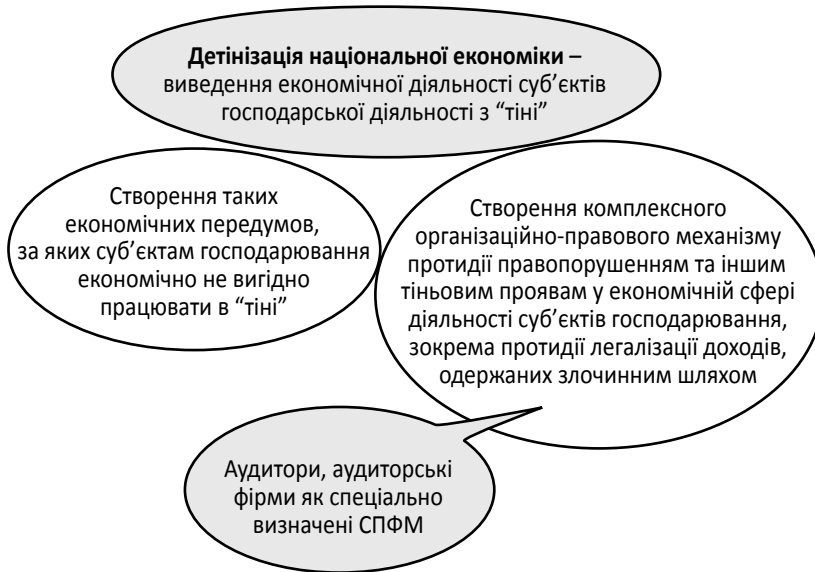 Детінізація національної економіки –
виведення економічної діяльності суб’єктів
господарської діяльності з “тіні”
Створення таких
економічних передумов,
за яких суб’єктам господарювання
економічно не вигідно
працювати в “тіні”
Створення комплексного
організаційно-правового механізму
протидії правопорушенням та іншим
тіньовим проявам у економічній сфері
діяльності суб’єктів господарювання,
зокрема протидії легалізації доходів,
одержаних злочинним шляхом
Аудитори, аудиторські
фірми як спеціально
визначені СПФМ